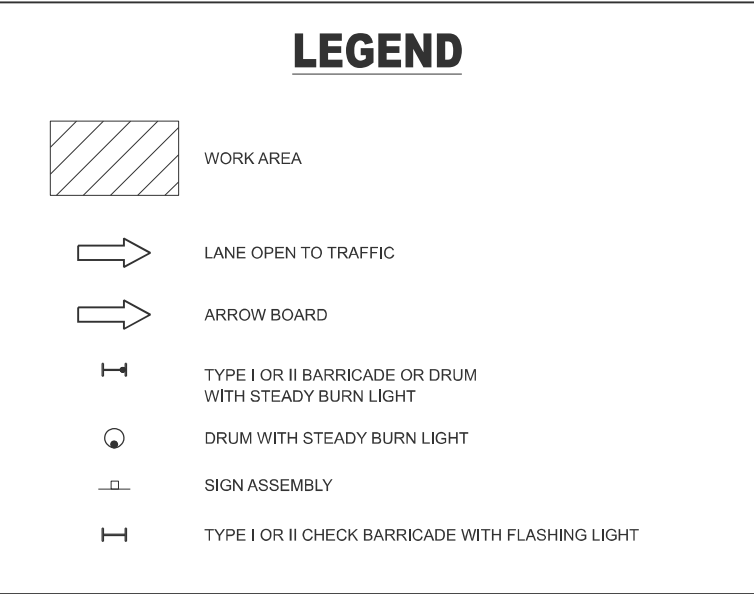 LEGEND
WORK AREA
LANE OPEN TO TRAFFIC
ARROW BOARD
TYPE I OR II BARRICADE OR DRUM
WITH STEADY BURN LIGHT
DRUM WITH STEADY BURN LIGHT
SIGN ASSEMBLY
TYPE I OR II CHECK BARRICADE WITH FLASHING LIGHT